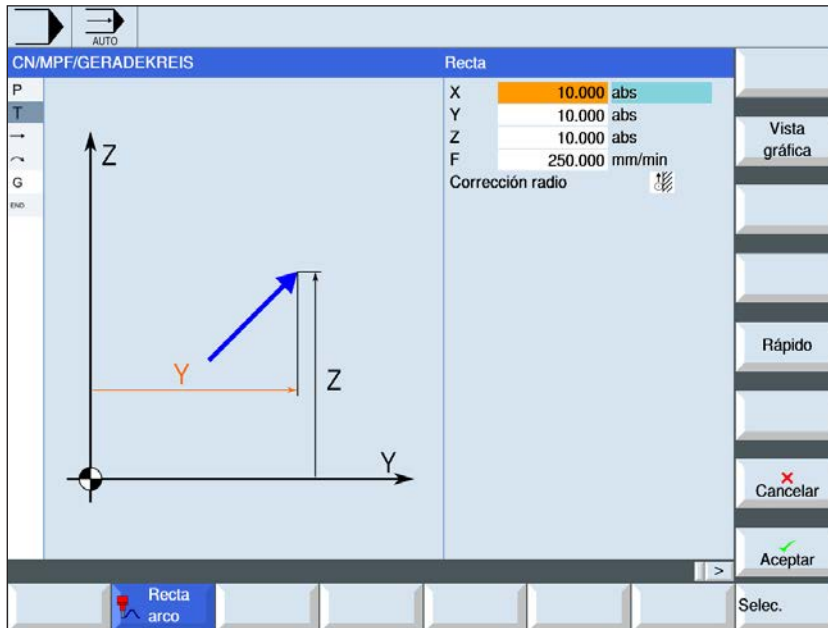 AUTO
CN/MPF/GERADEKREIS
Recta
P
T
G
END
Z
Y
Z
Y
X 10.000 abs
Y 10.000 abs
Z 10.000 abs
F 250.000 mm/min
Corrección radio
Vista
gráfica
Rápido
Cancelar
Aceptar
>
Recta
arco
Selec.